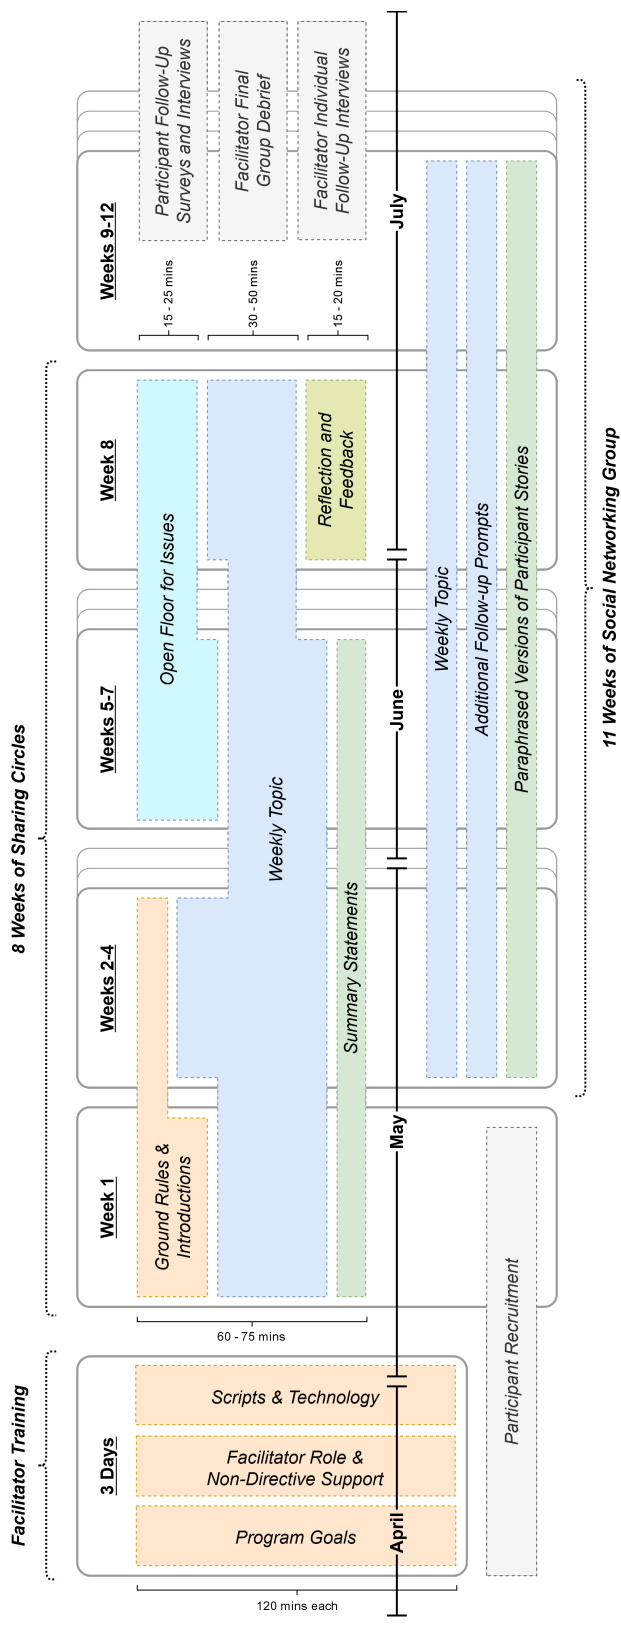 Facilitator Training
3 Days
Program Goals
Facilitator Role &
Non-Directive Support
Scripts & Technology
120 mins each
April
Participant Recruitment
8 Weeks of Sharing Circles
Week 1
Ground Rules &
Introductions
60 - 75 mins
May
Weeks 2-4
Weekly Topic
Summary Statements
Weeks 5-7
Open Floor for Issues
June
Week 8
Reflection and
Feedback
Weeks 9-12
15 - 25 mins
Participant Follow-Up
Surveys and Interviews
30 - 50 mins
Facilitator Final
Group Debrief
15 - 20 mins
Facilitator Individual
Follow-Up Interviews
July
Weekly Topic
Additional Follow-up Prompts
Paraphrased Versions of Participant Stories
11 Weeks of Social Networking Group